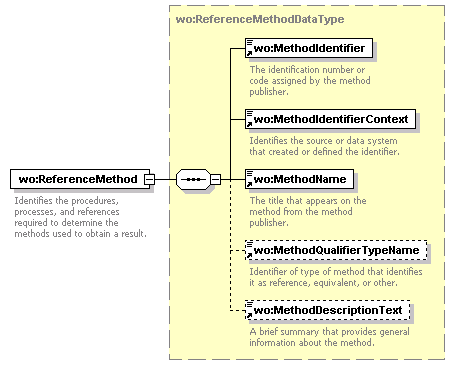 wo:ReferenceMethodDataType
wo:MethodIdentifier
The identification number or
code assigned by the method
publisher.
wo:MethodIdentifierContext
Identifies the source or data system
that created or defined the identifier.
wo:ReferenceMethod
Identifies the procedures,
processes, and references
required to determine the
methods used to obtain a result.
wo:MethodName
The title that appears on the
method from the method
publisher.
wo:MethodQualifierTypeName
Identifier of type of method that identifies
it as reference, equivalent, or other.
wo:MethodDescriptionText
A brief summary that provides general
information about the method.